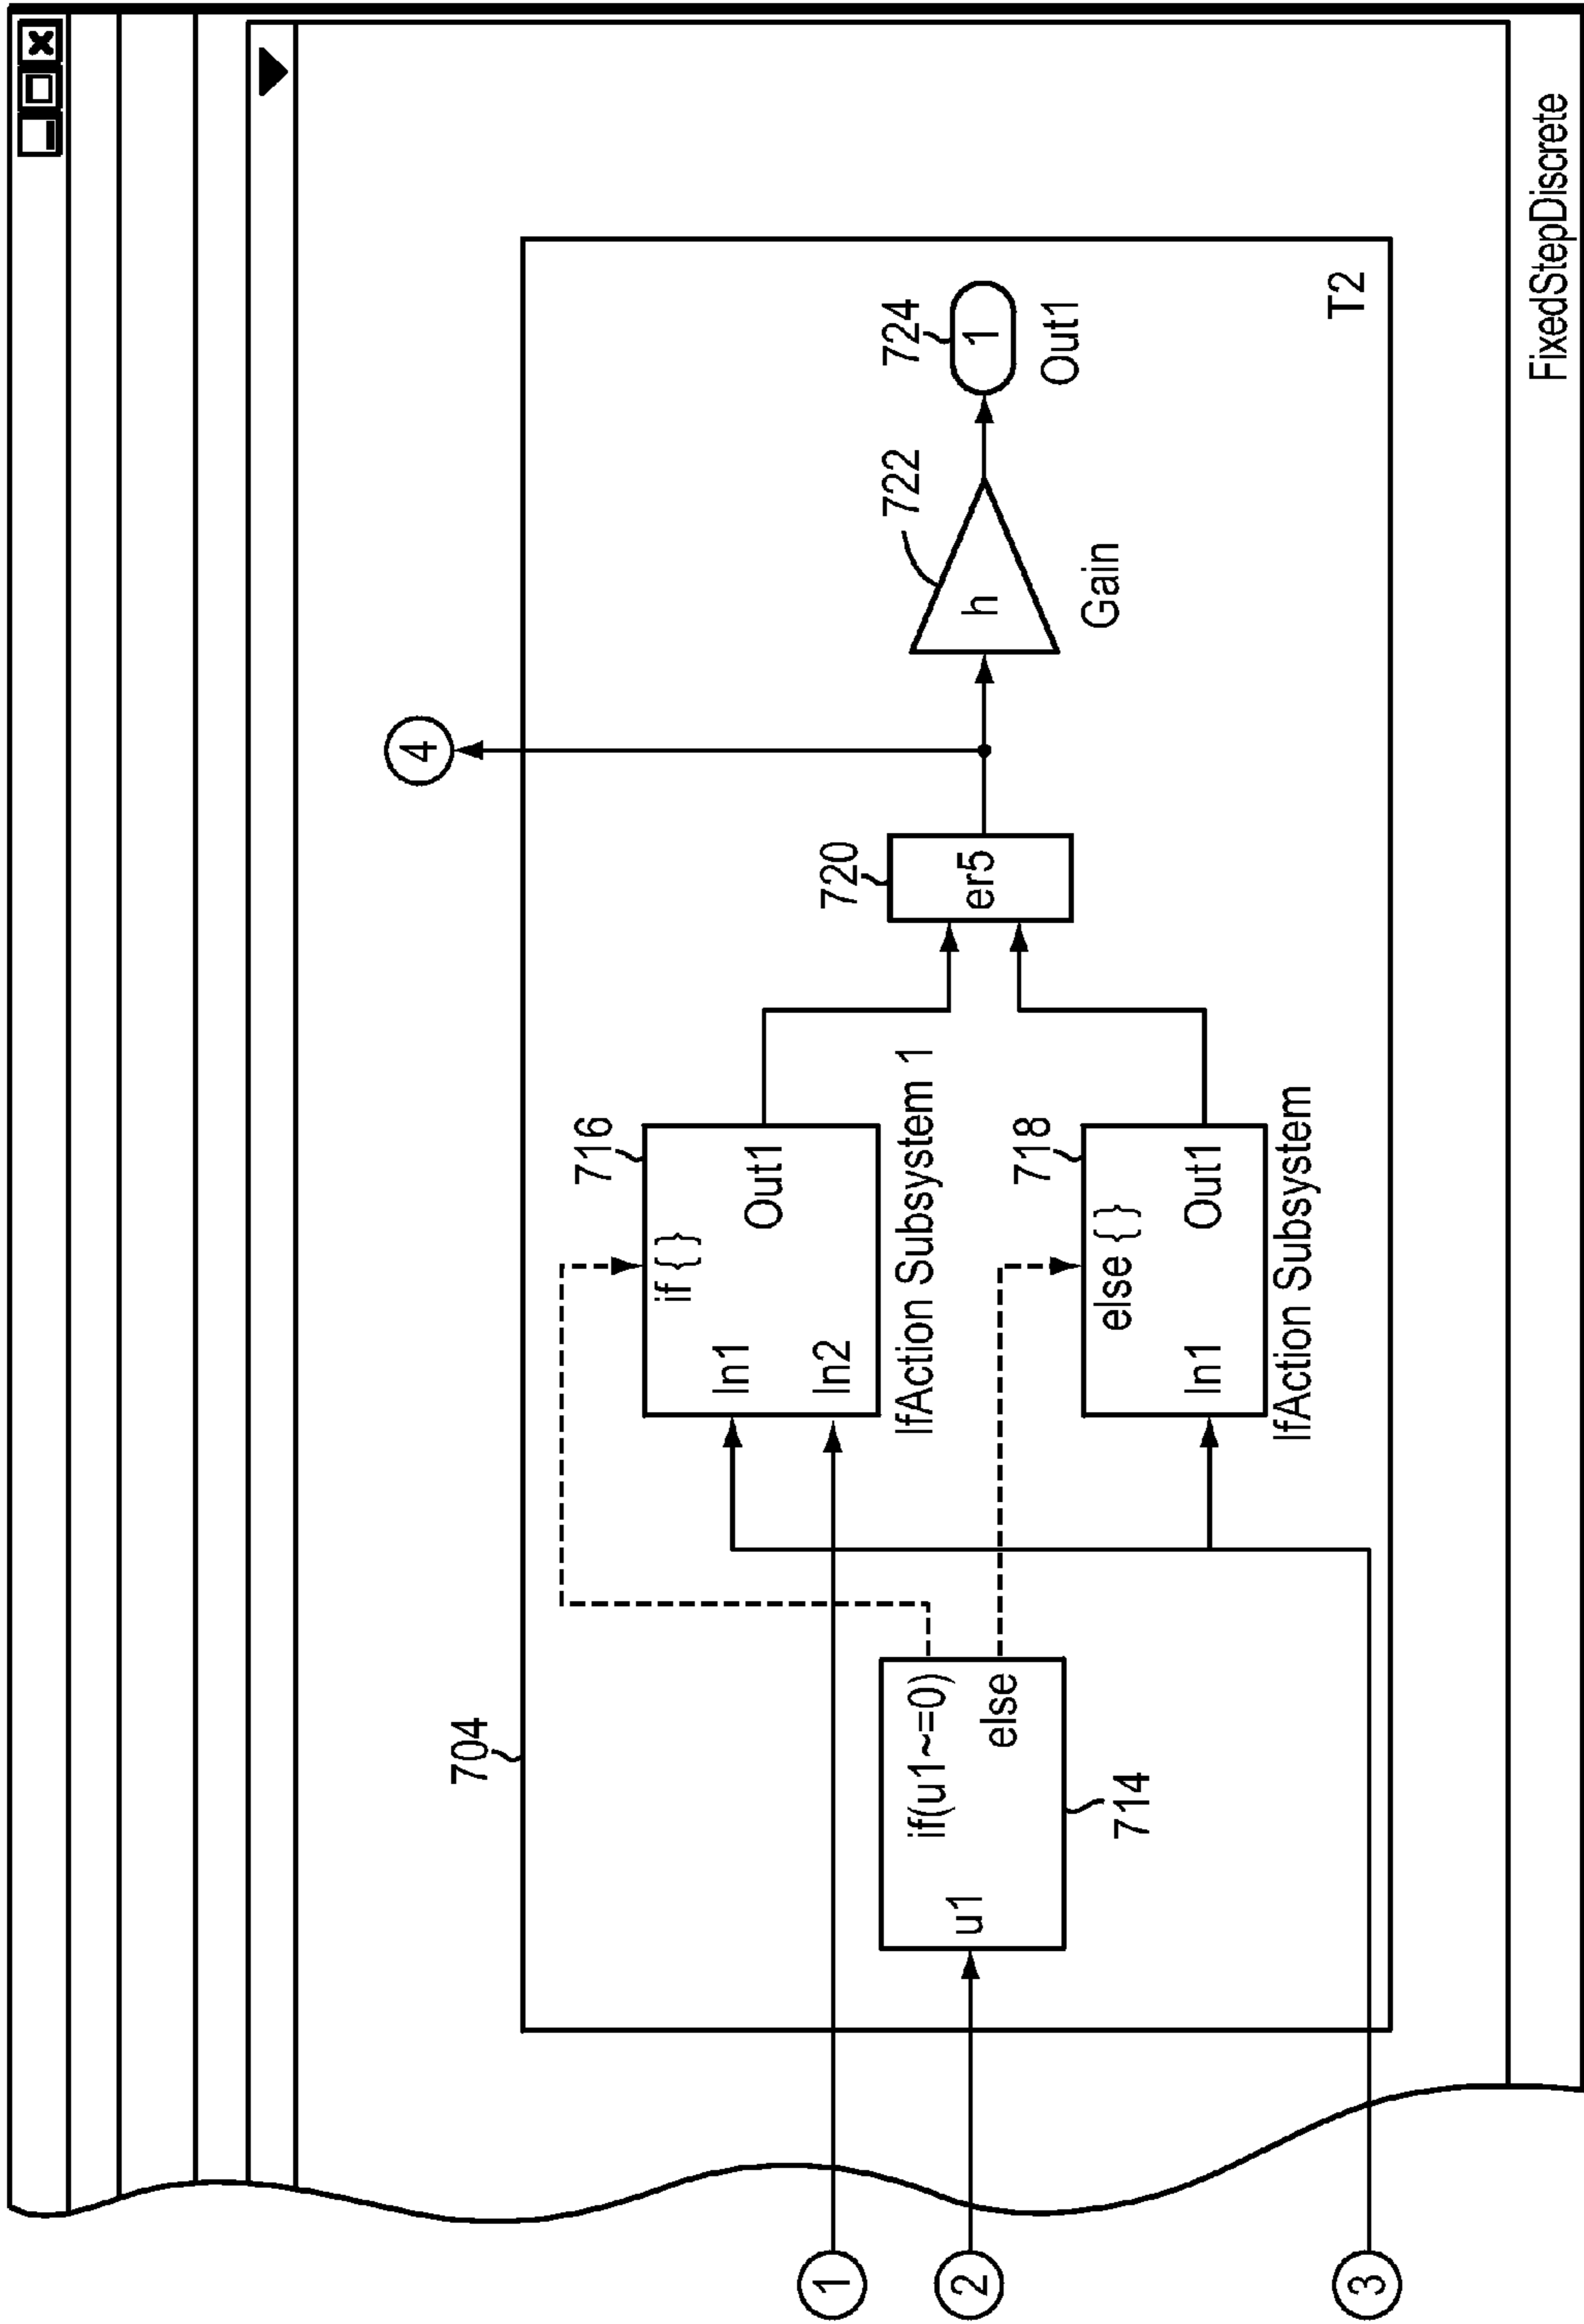 704
716
if { }
In1
Out1
In2
IfAction Subsystem 1
4
720
er5
722
h
Gain
724
1
Out1
1
2
u1
if(u1~=0)
else
714
718
else { }
In1
Out1
IfAction Subsystem
3
T2
FixedStepDiscrete